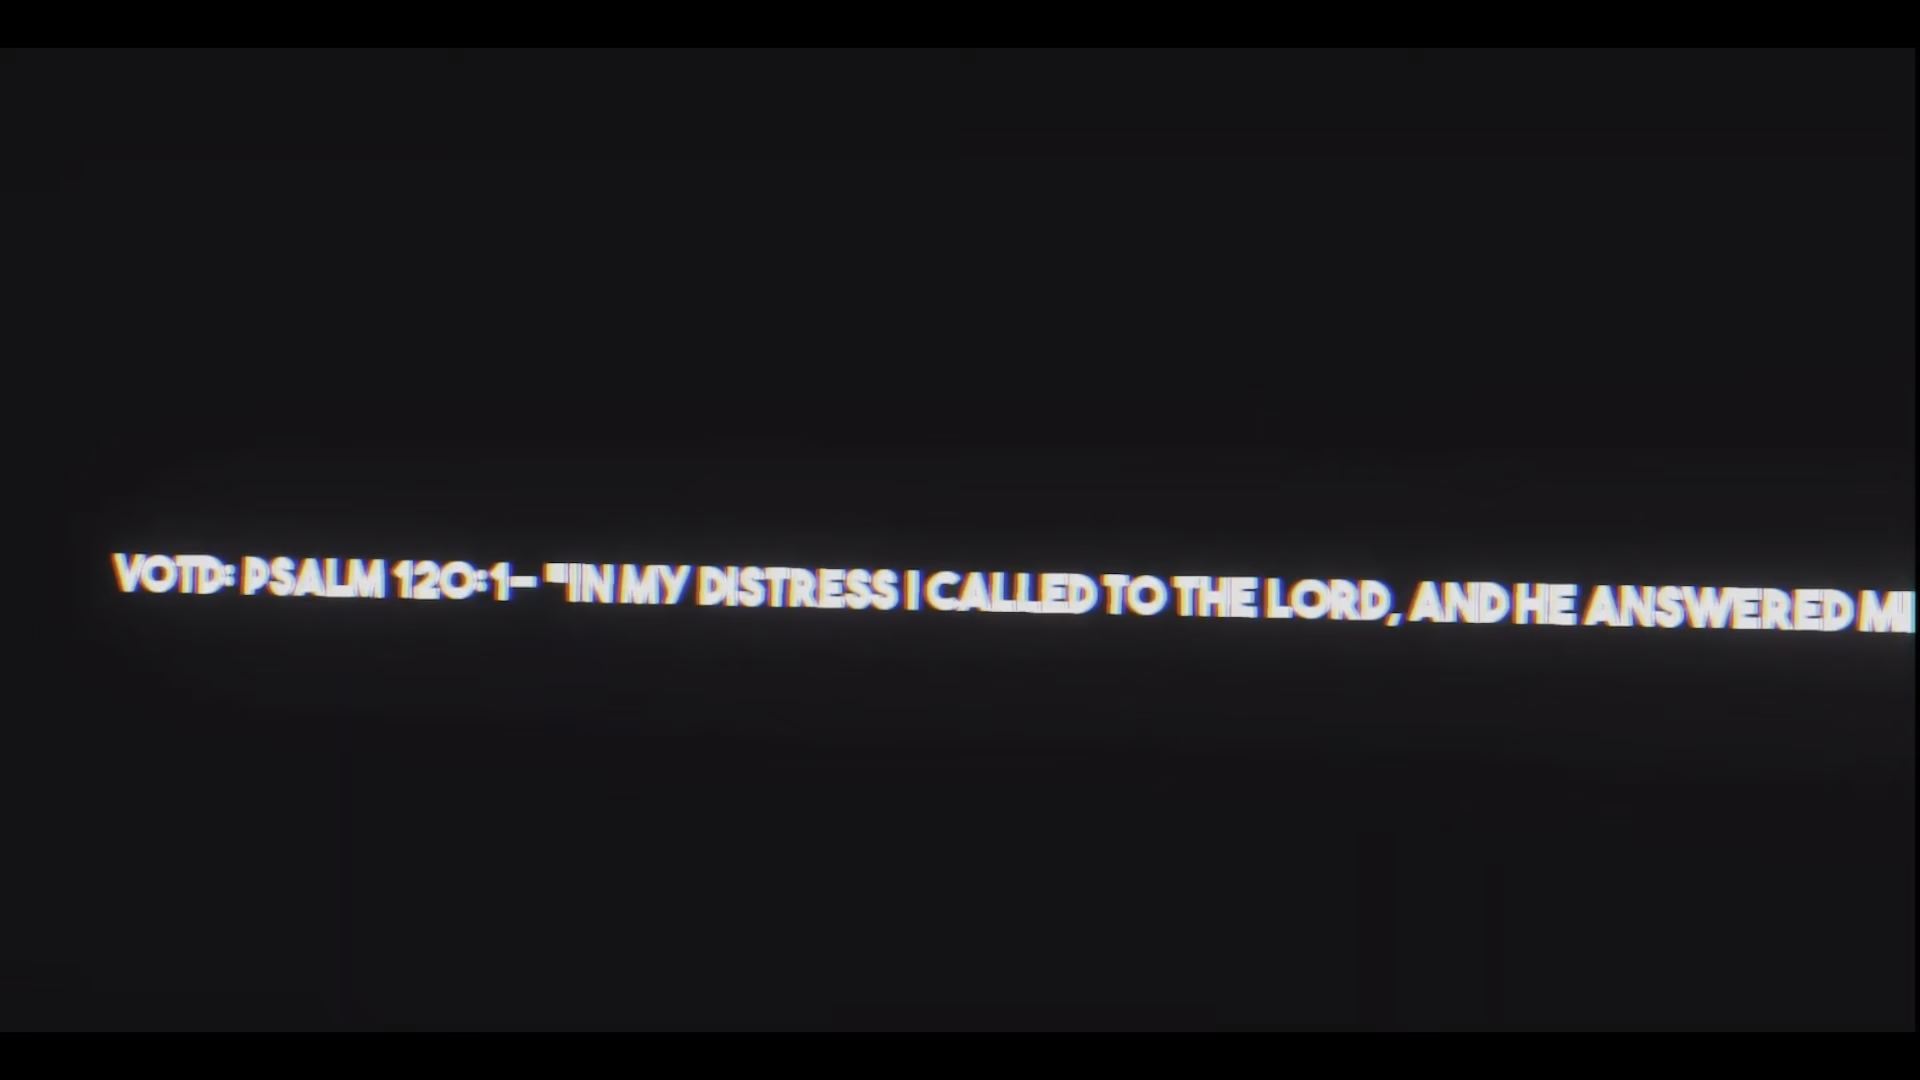 VOTD: PSALM 120:1- "IN MY DISTRESS I CALLED TO THE LORD, AND HE ANSWERED